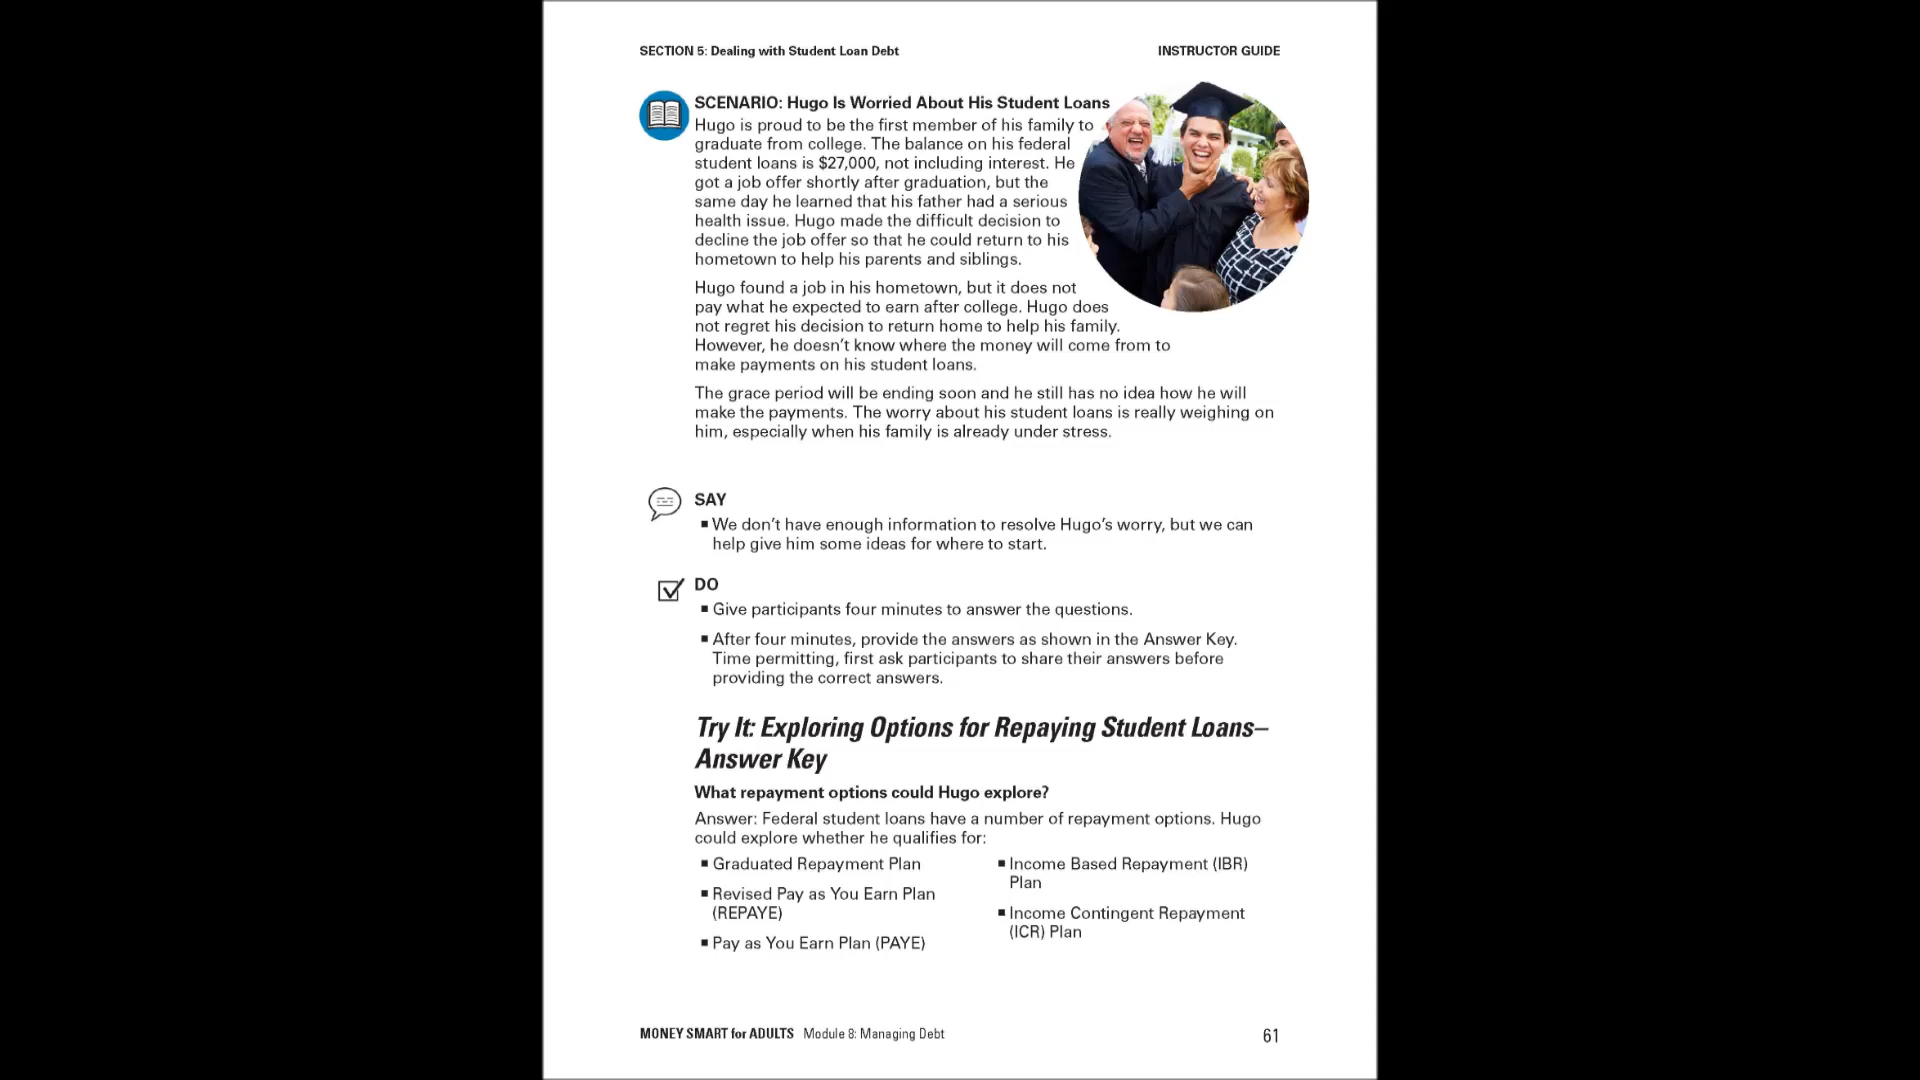 SECTION 5: Dealing with Student Loan Debt
INSTRUCTOR GUIDE
SCENARIO: Hugo Is Worried About His Student Loans
Hugo is proud to be the first member of his family to
graduate from college. The balance on his federal
student loans is $27,000, not including interest. He
got a job offer shortly after graduation, but the
same day he learned that his father had a serious
health issue. Hugo made the difficult decision to
decline the job offer so that he could return to his
hometown to help his parents and siblings.
Hugo found a job in his hometown, but it does not
pay what he expected to earn after college. Hugo does
not regret his decision to return home to help his family.
However, he doesn't know where the money will come from to
make payments on his student loans.
The grace period will be ending soon and he still has no idea how he will
make the payments. The worry about his student loans is really weighing on
him, especially when his family is already under stress.
SAY
▪ We don't have enough information to resolve Hugo's worry, but we can
help give him some ideas for where to start.
DO
▪ Give participants four minutes to answer the questions.
▪ After four minutes, provide the answers as shown in the Answer Key.
Time permitting, first ask participants to share their answers before
providing the correct answers.
Try It: Exploring Options for Repaying Student Loans–
Answer Key
What repayment options could Hugo explore?
Answer: Federal student loans have a number of repayment options. Hugo
could explore whether he qualifies for:
▪ Graduated Repayment Plan
▪ Revised Pay as You Earn Plan
(REPAYE)
▪ Pay as You Earn Plan (PAYE)
▪ Income Based Repayment (IBR)
Plan
▪ Income Contingent Repayment
(ICR) Plan
MONEY SMART for ADULTS Module 8: Managing Debt
61